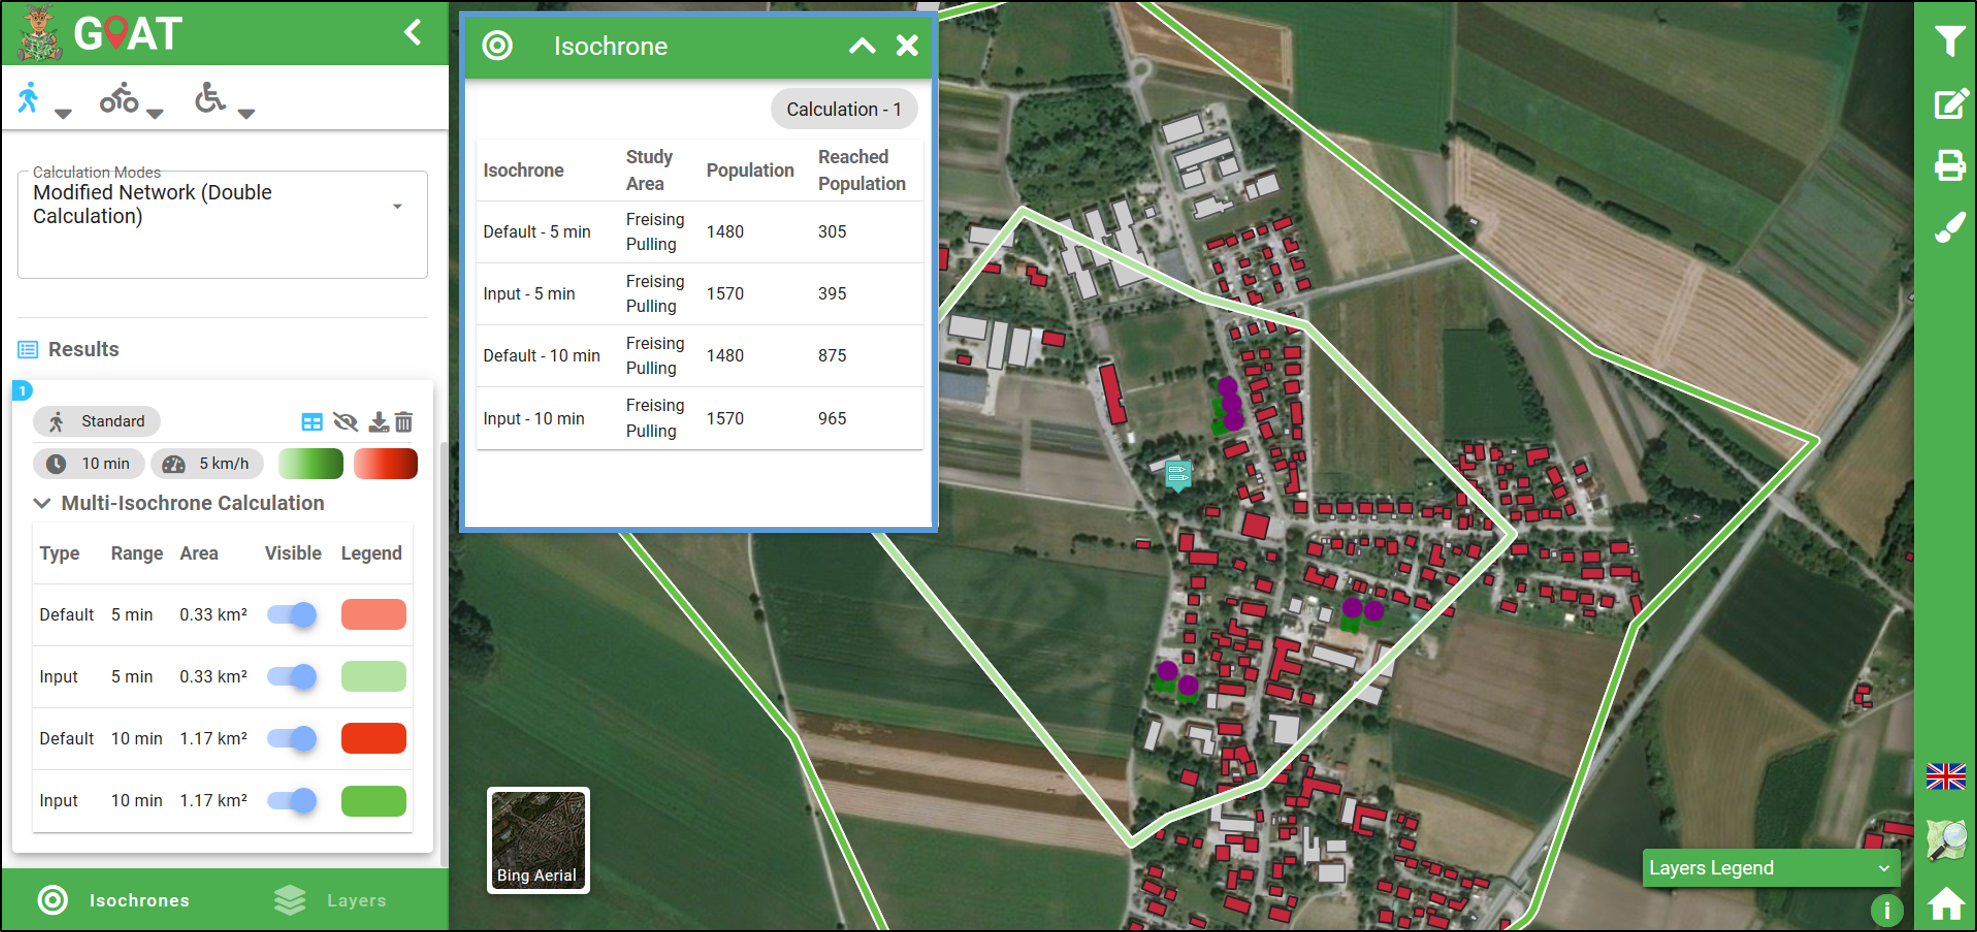 GOAT
Calculation Modes
Modified Network (Double
Calculation)
Results
1
Standard
10 min
5 km/h
Multi-Isochrone Calculation
Type Range Area Visible Legend
Default 5 min 0.33 km²
Input 5 min 0.33 km²
Default 10 min 1.17 km²
Input 10 min 1.17 km²
Isochrones
Layers
Isochrone
Calculation - 1
Isochrone Study Area Population Reached Population
Default - 5 min Freising Pulling 1480 305
Input - 5 min Freising Pulling 1570 395
Default - 10 min Freising Pulling 1480 875
Input - 10 min Freising Pulling 1570 965
Bing Aerial
Layers Legend
i